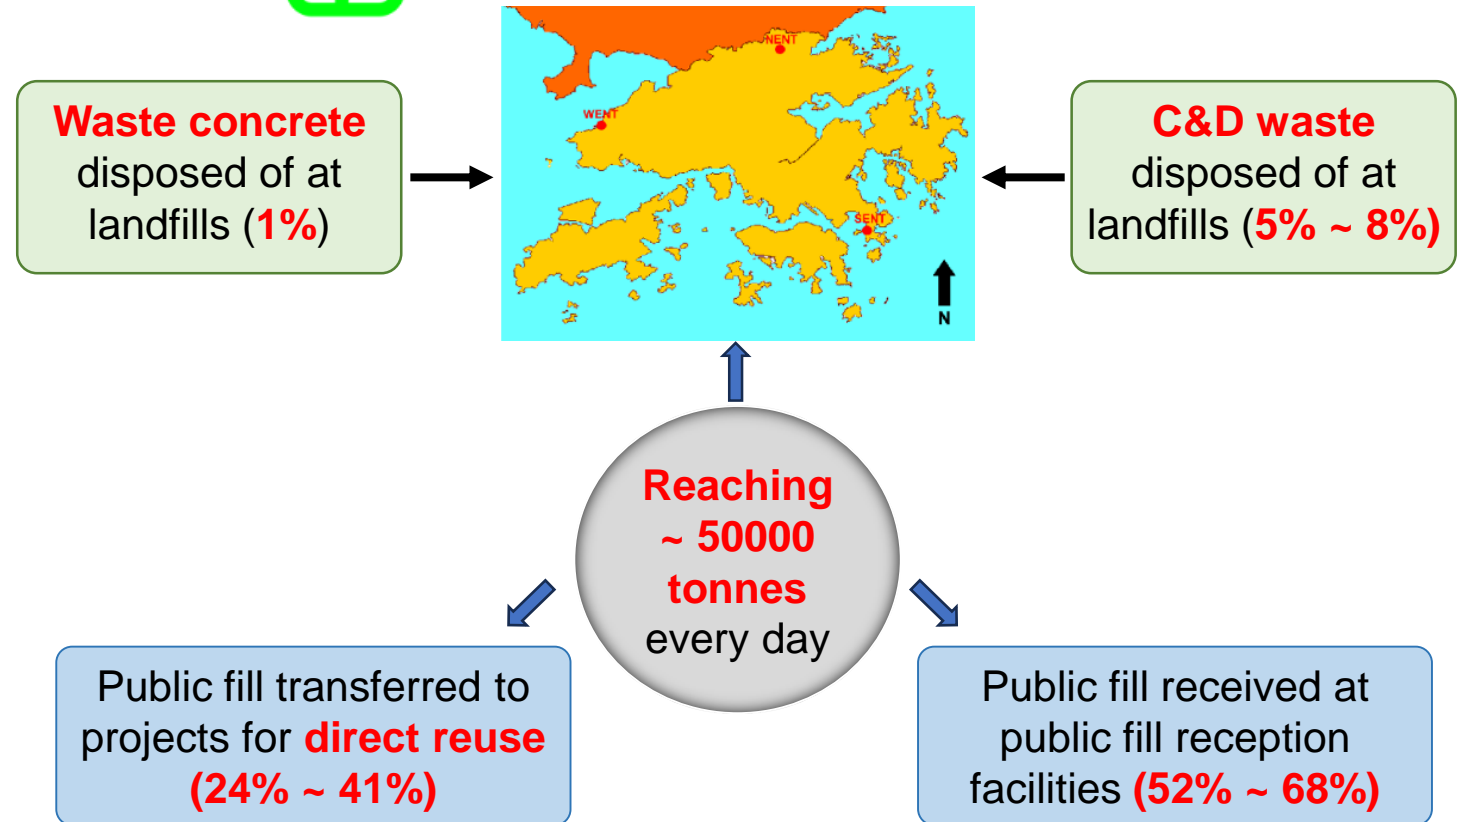 NENT
WENT
SENT
N
Waste concrete
disposed of at
landfills (1%)
C&D waste
disposed of at
landfills (5% ~ 8%)
Reaching
~ 50000
tonnes
every day
Public fill transferred to
projects for direct reuse
(24% ~ 41%)
Public fill received at
public fill reception
facilities (52% ~ 68%)